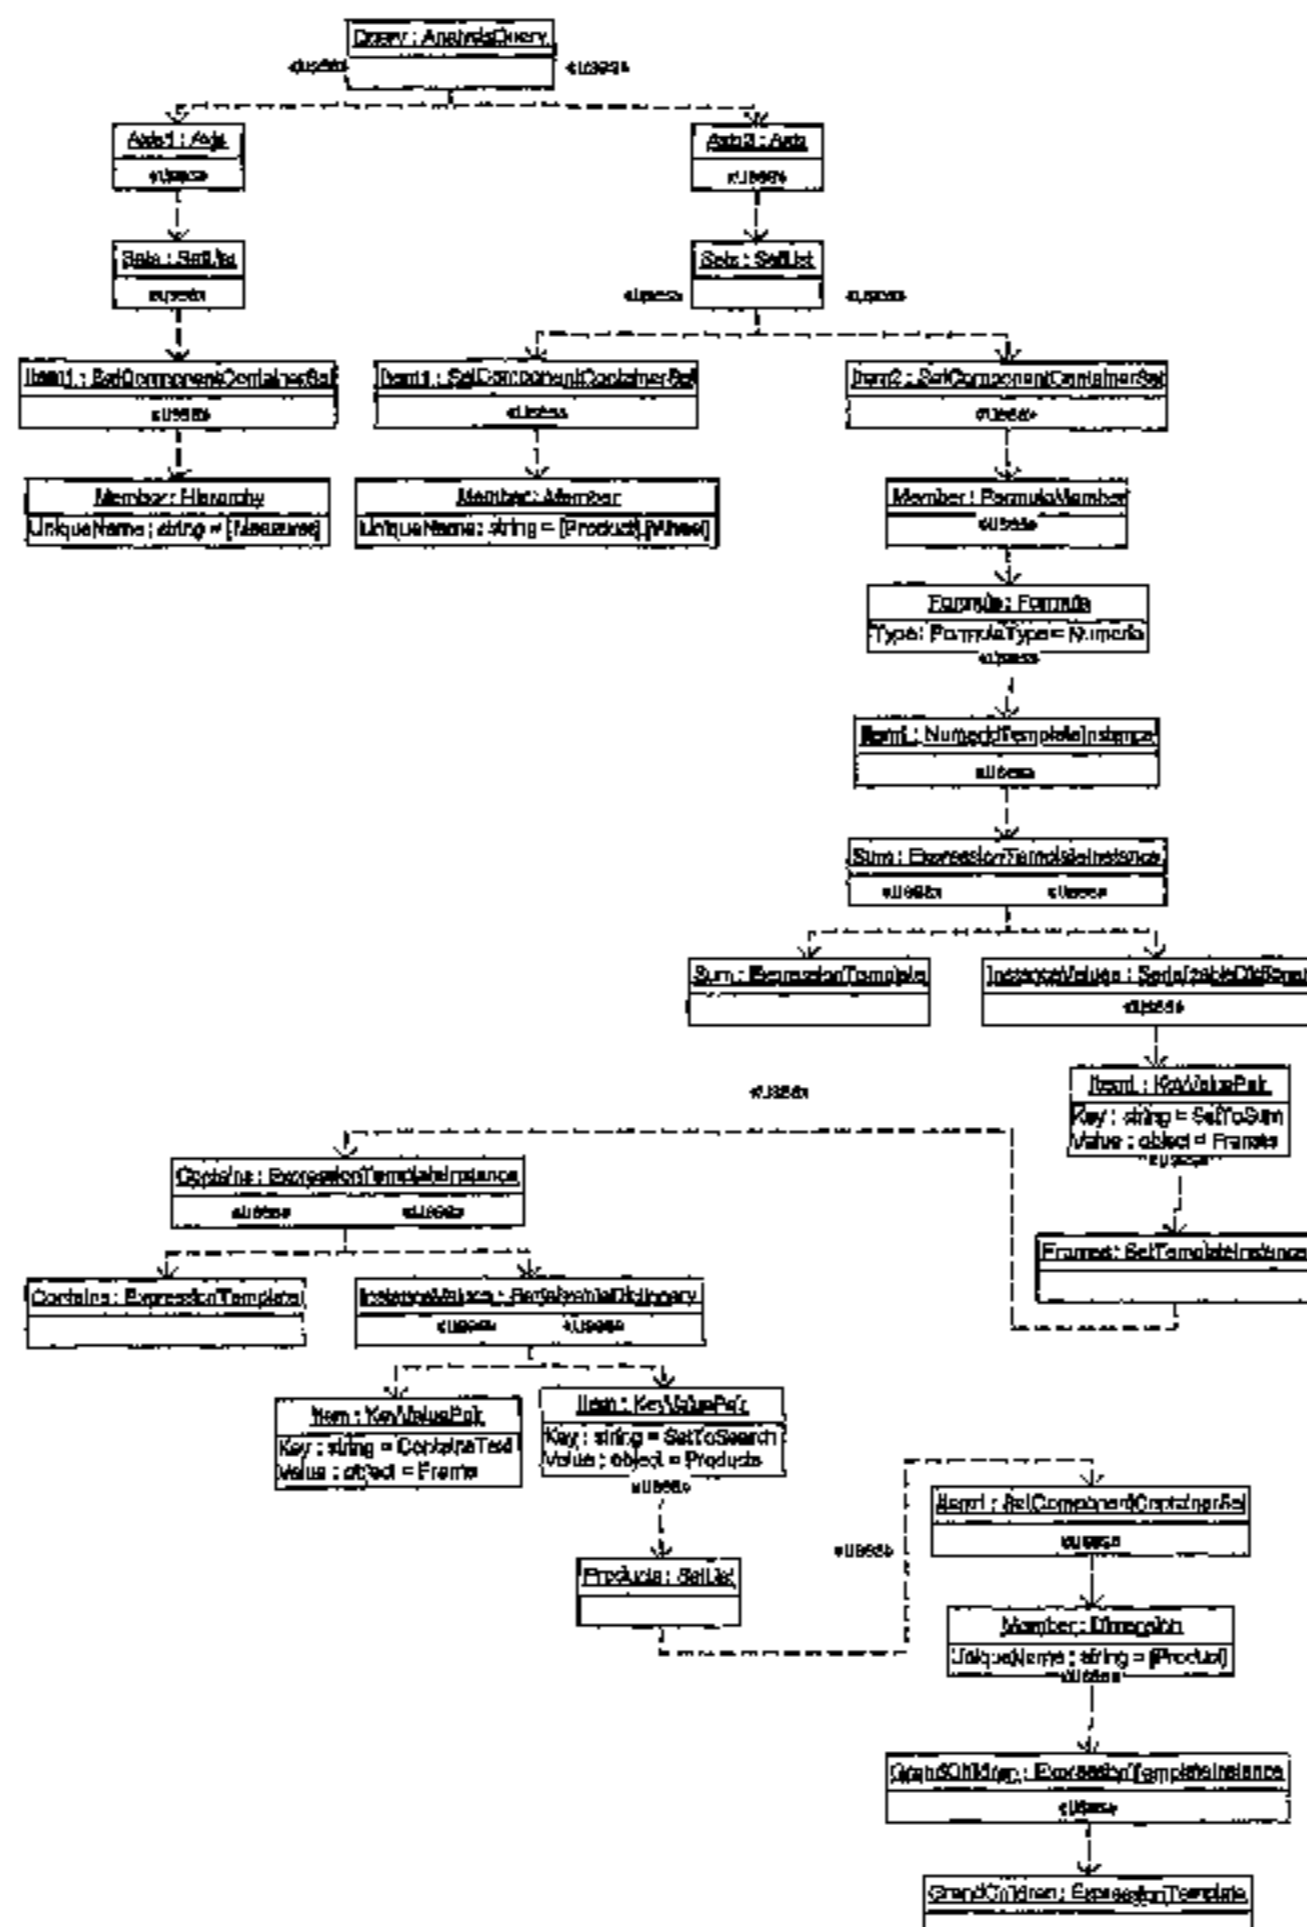 Query : AnalysisQuery
«uses» «uses»
Axis1 : Axis
«uses»
Axis2 : Axis
«uses»
Sets : SetList
«uses»
Sets : SetList
«uses» «uses»
Item1 : SetComponentContainerSet
«uses»
Item1 : SetComponentContainerSet
«uses»
Item2 : SetComponentContainerSet
«uses»
Member : Hierarchy
UniqueName : string = [Measures]
Member : Member
UniqueName : string = [Product].[Wheel]
Member : FormulaMember
«uses»
Formula : Formula
Type : FormulaType = Numeric
«uses»
Item1 : NumericTemplateInstance
«uses»
Sum : ExpressionTemplateInstance
«uses» «uses»
Sum : ExpressionTemplate
InstanceValues :
«uses»
Item1 : KeyValuePair
Key : string = SetToSum
Value : object = Frames
«uses»
«uses»
Contains : ExpressionTemplateInstance
«uses» «uses»
Frames : SetTemplateInstance
Contains : ExpressionTemplate
InstanceValues : SerializableDictionary
«uses» «uses»
Item : KeyValuePair
Key : string = ContainsText
Value : object = Frame
Item : KeyValuePair
Key : string = SetToSearch
Value : object = Products
«uses»
Products : SetList
«uses»
Item1 : SetComponentContainerSet
«uses»
Member : Dimension
UniqueName : string = [Product]
«uses»
GrandChildren : ExpressionTemplateInstance
«uses»
GrandChildren : ExpressionTemplate